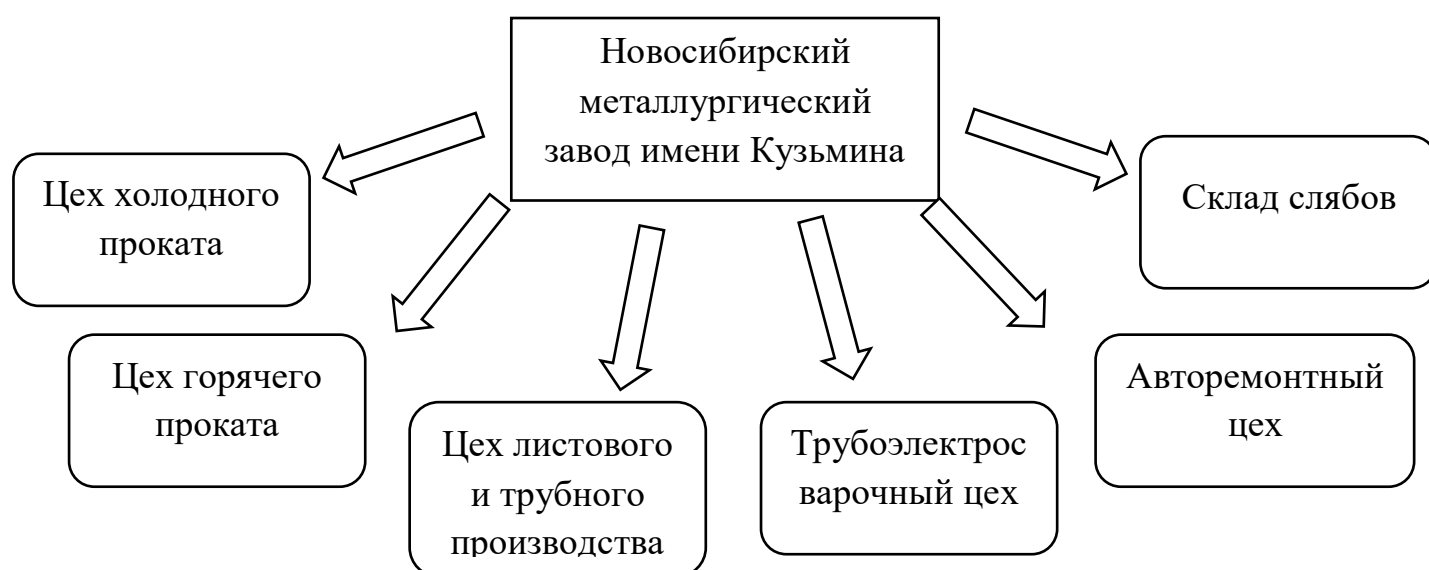 Новосибирский
металлургический
завод имени Кузьмина
Цех холодного
проката
Склад слябов
Цех горячего
проката
Авторемонтный
цех
Цех листового
и трубного
производства
Трубоэлектрос
варочный цех